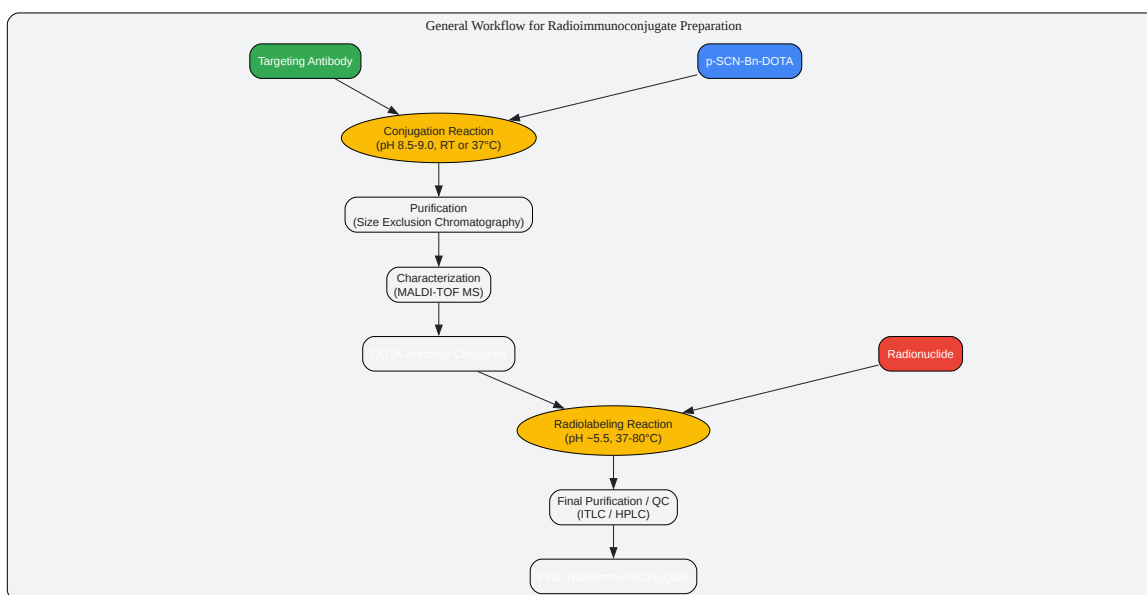 General Workflow for Radioimmunoconjugate Preparation
Targeting Antibody
p-SCN-Bn-DOTA
Conjugation Reaction
(pH 8.5-9.0, RT or 37°C)
Purification
(Size Exclusion Chromatography)
Characterization
(MALDI-TOF MS)
DOTA-Antibody Conjugate
Radionuclide
Radiolabeling Reaction
(pH ~5.5, 37-80°C)
Final Purification / QC
(ITLC / HPLC)
Final Radioimmunoconjugate